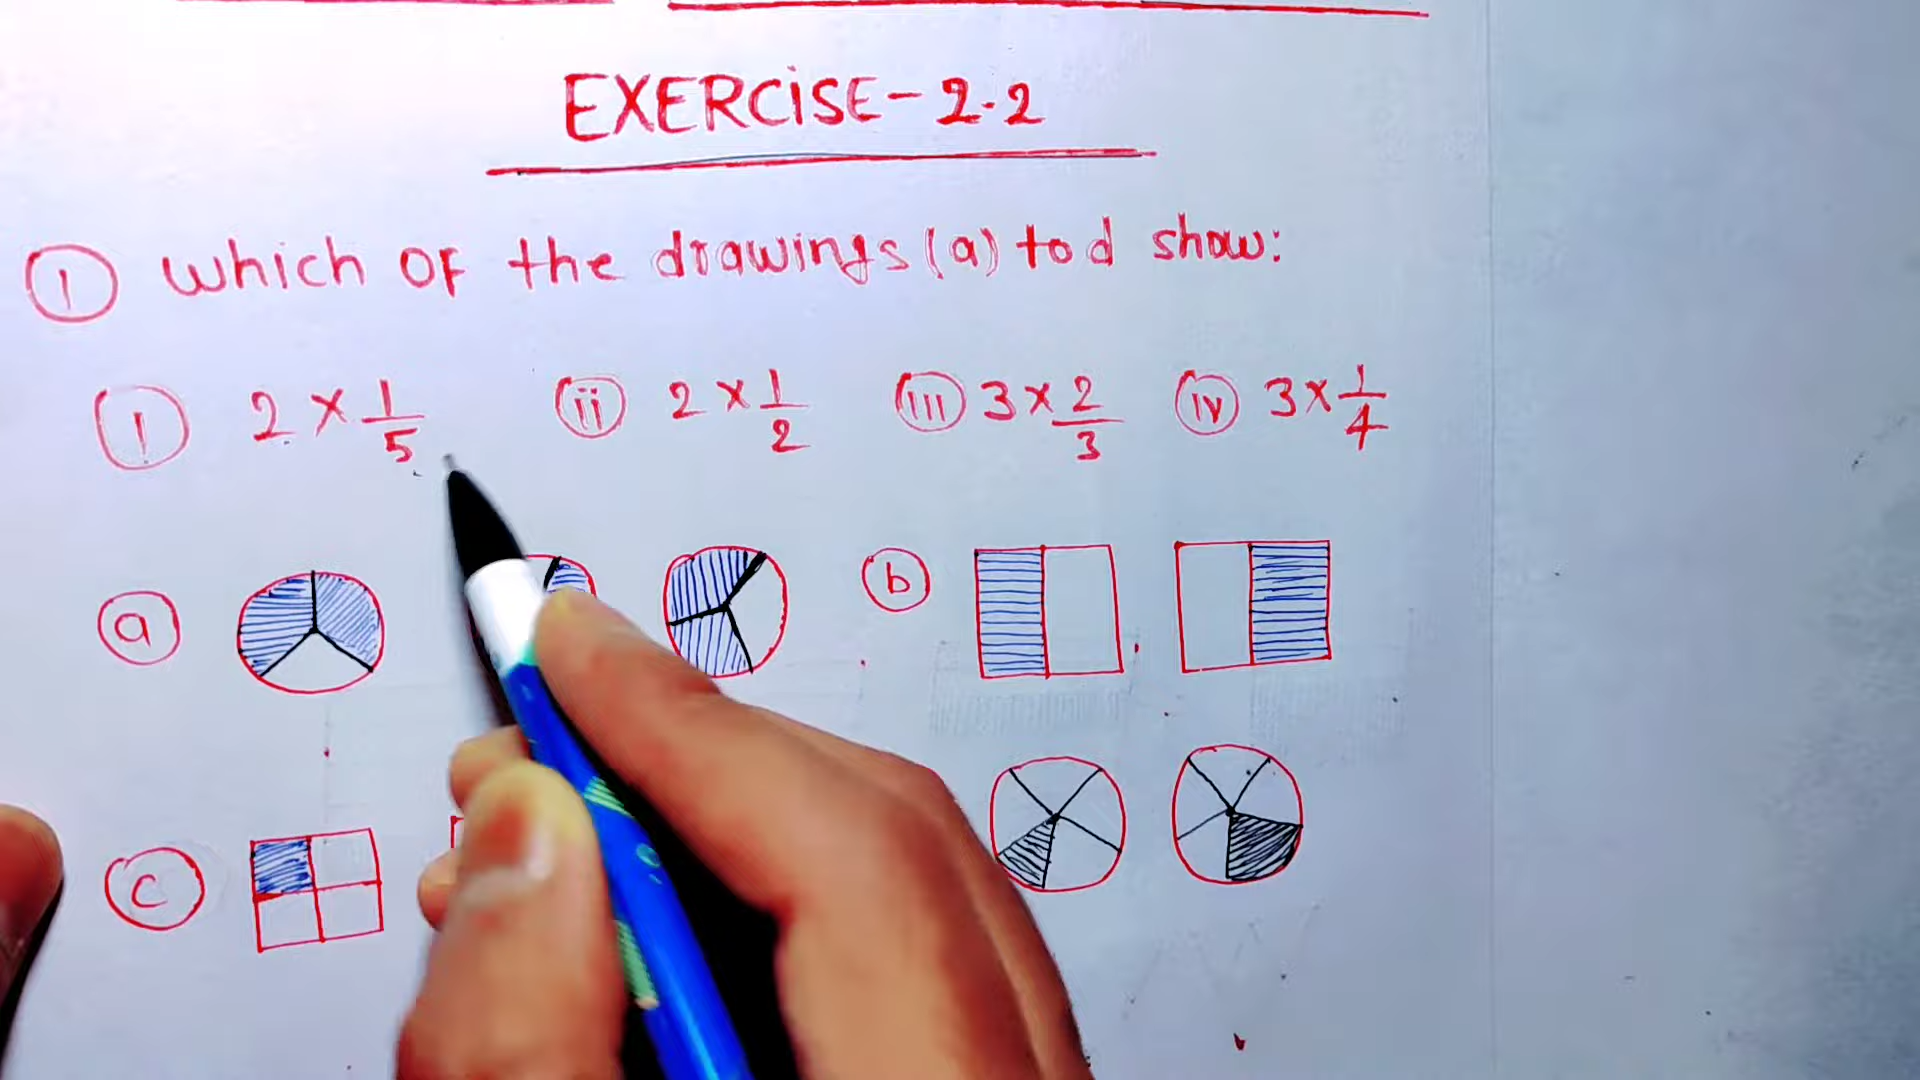 EXERCISE-2.2
1 which OF the drawings (a) to d show:
i 2 × 1/5 ii 2 × 1/2 iii 3 × 2/3 iv 3 × 1/4
a b
c